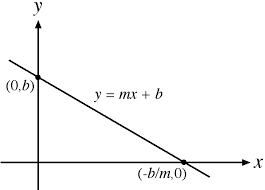 y
(0,b)
y = mx + b
x
(-b/m,0)